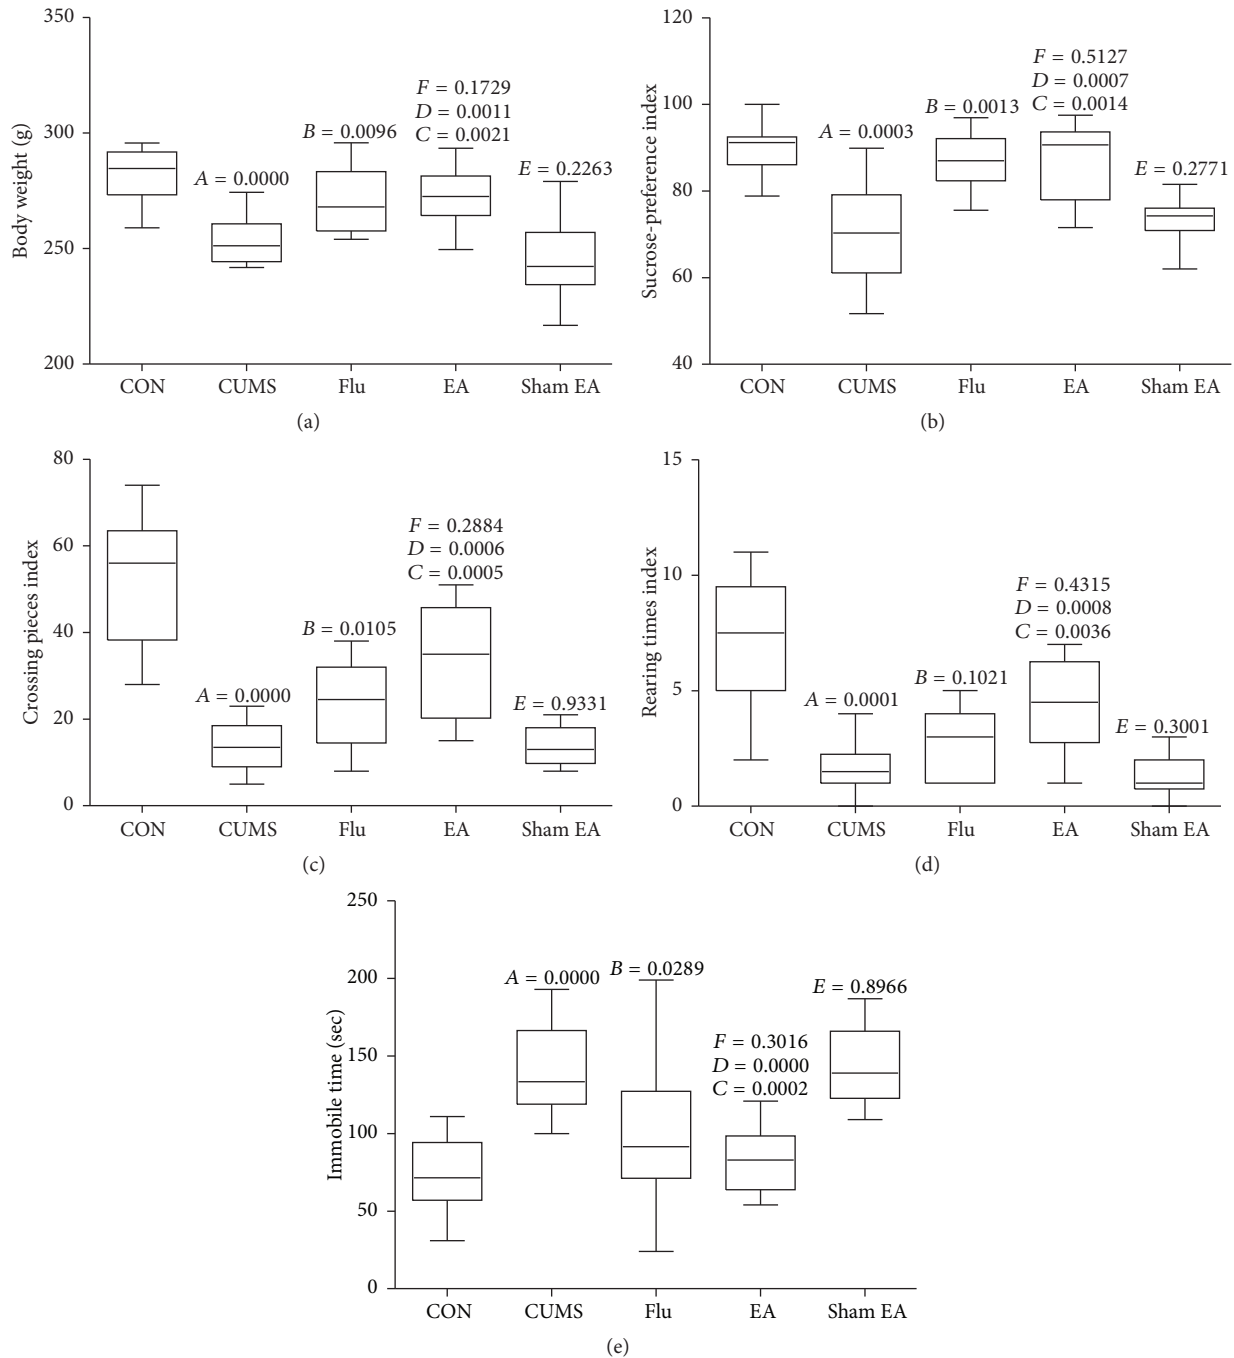 350
300
250
200
Body weight (g)
A = 0.0000
B = 0.0096
F = 0.1729
D = 0.0011
C = 0.0021
E = 0.2263
CON CUMS Flu EA Sham EA
(a)
120
100
80
60
40
Sucrose-preference index
A = 0.0003
B = 0.0013
F = 0.5127
D = 0.0007
C = 0.0014
E = 0.2771
CON CUMS Flu EA Sham EA
(b)
80
60
40
20
0
Crossing pieces index
A = 0.0000
B = 0.0105
F = 0.2884
D = 0.0006
C = 0.0005
E = 0.9331
CON CUMS Flu EA Sham EA
(c)
15
10
5
0
Rearing times index
A = 0.0001
B = 0.1021
F = 0.4315
D = 0.0008
C = 0.0036
E = 0.3001
CON CUMS Flu EA Sham EA
(d)
250
200
150
100
50
0
Immobile time (sec)
A = 0.0000
B = 0.0289
F = 0.3016
D = 0.0000
C = 0.0002
E = 0.8966
CON CUMS Flu EA Sham EA
(e)